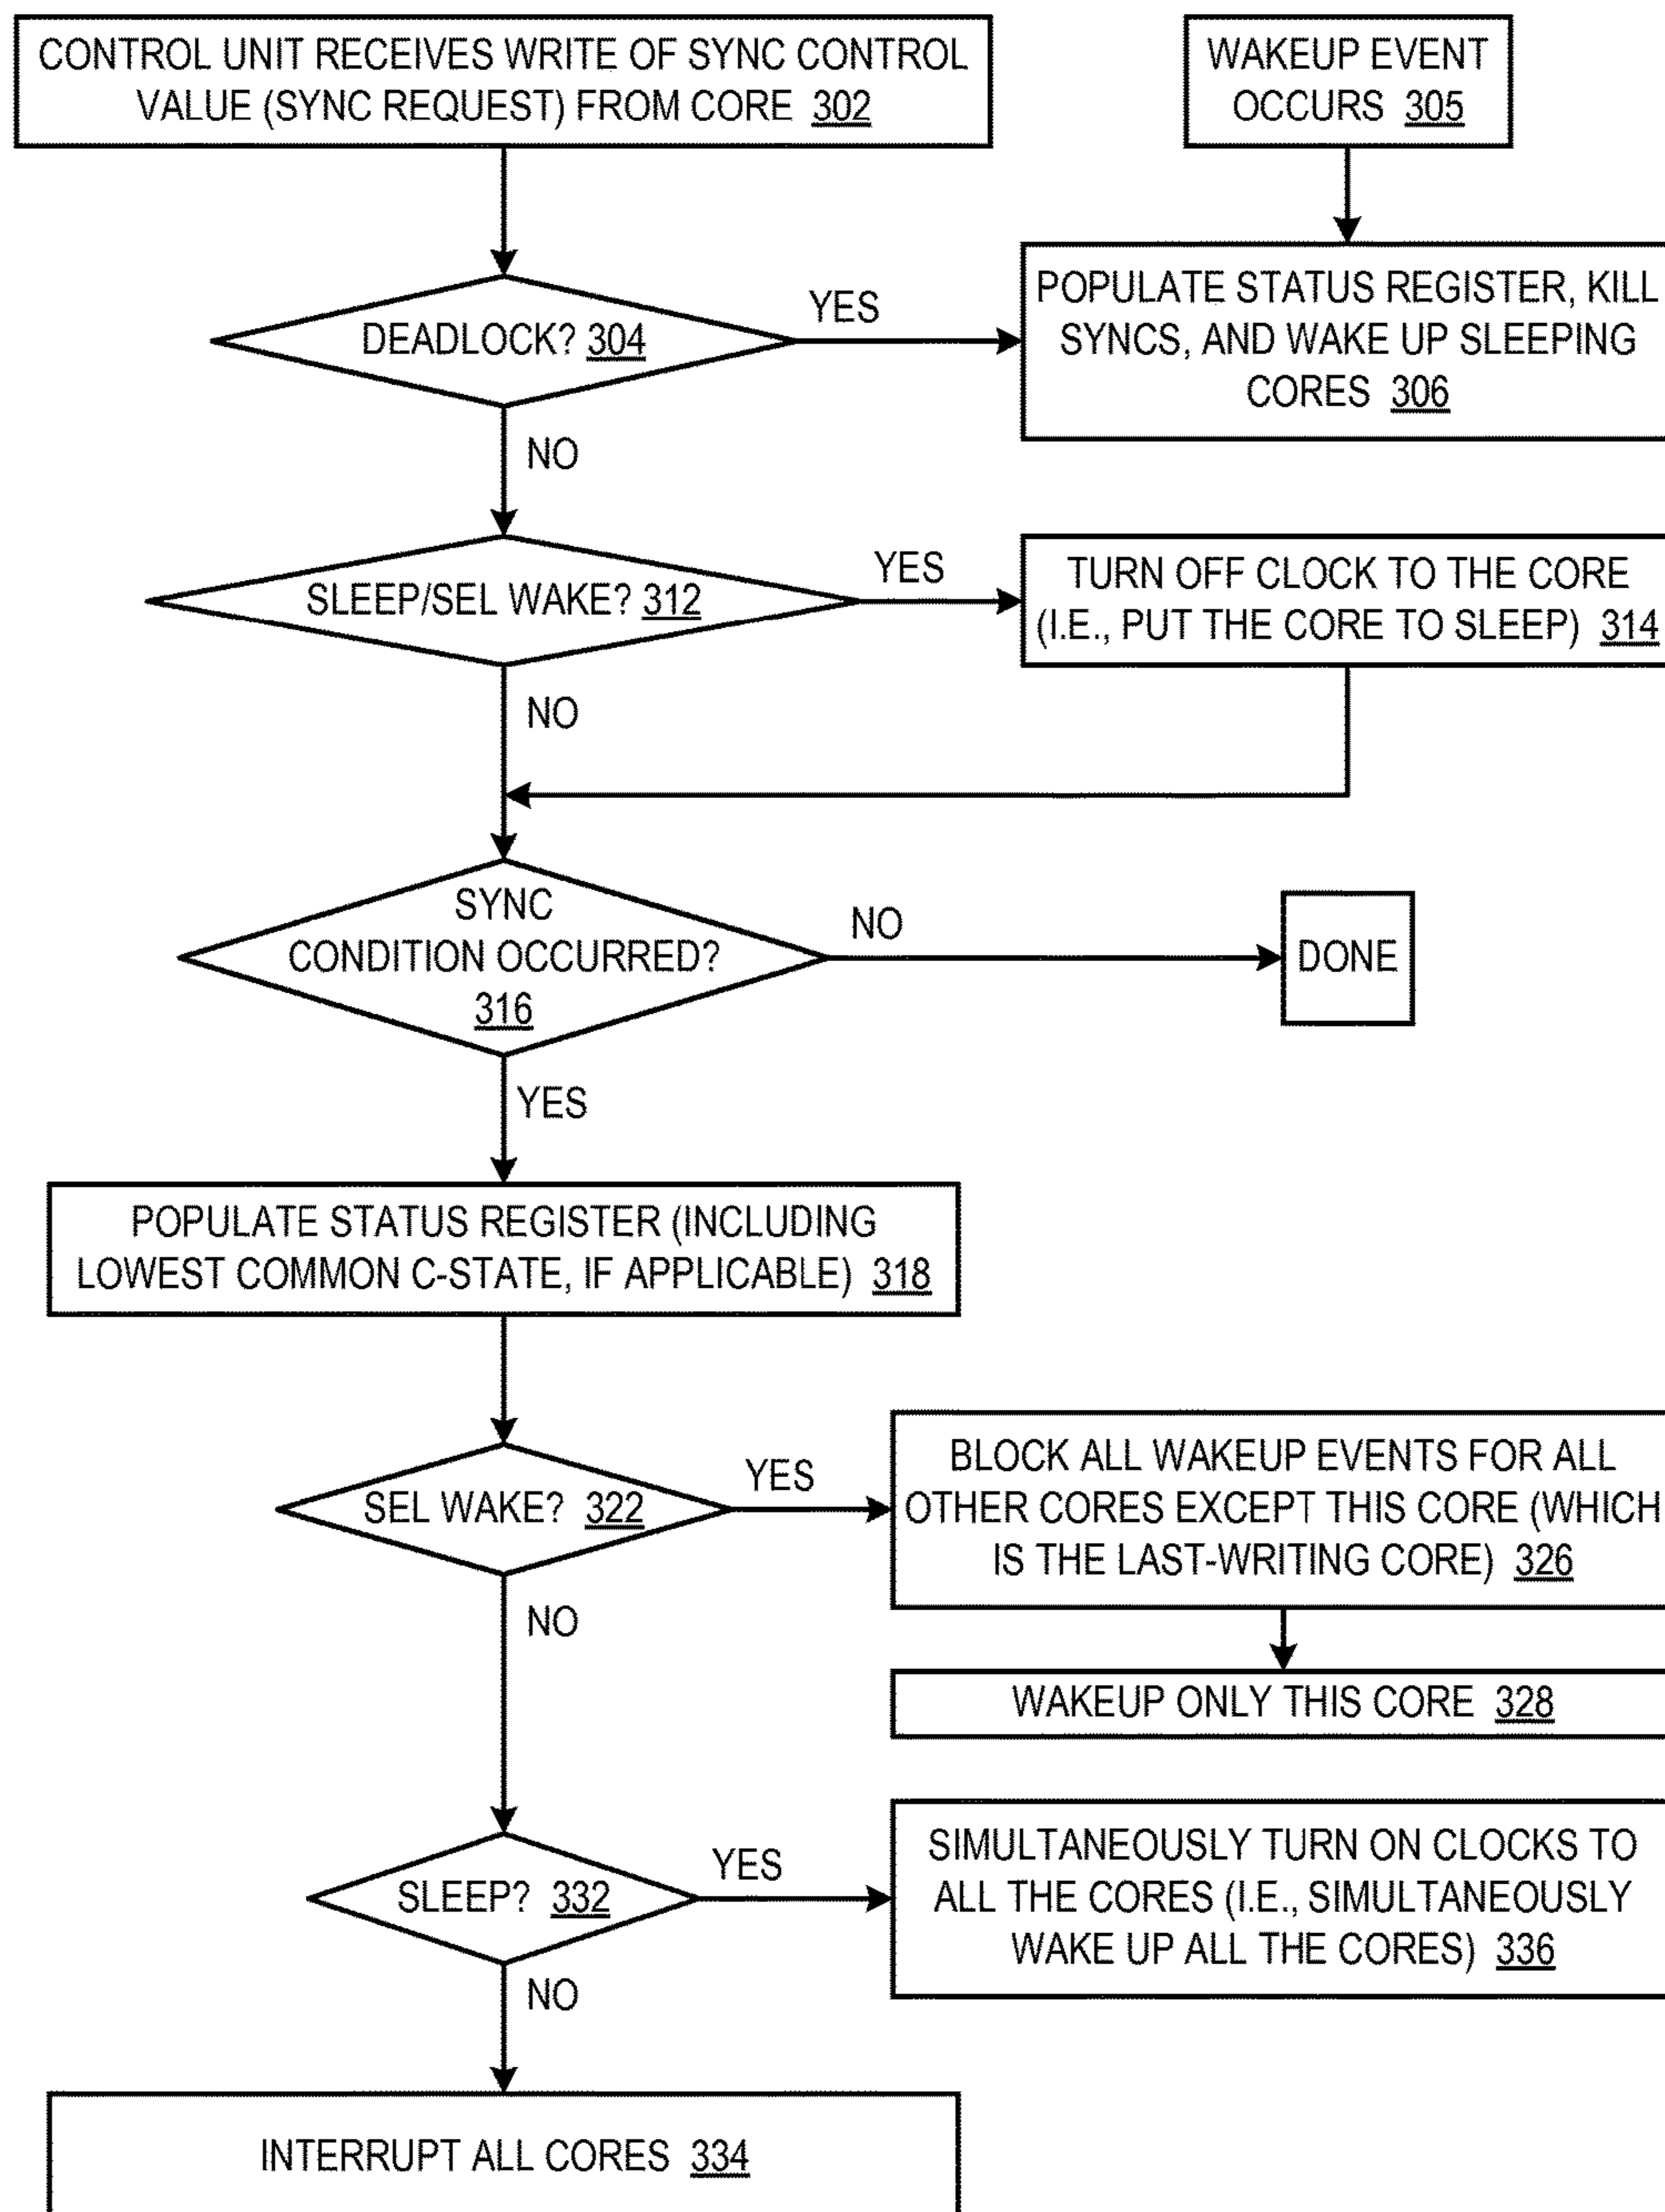 CONTROL UNIT RECEIVES WRITE OF SYNC CONTROL
VALUE (SYNC REQUEST) FROM CORE 302
WAKEUP EVENT
OCCURS 305
DEADLOCK? 304
YES
POPULATE STATUS REGISTER, KILL
SYNCS, AND WAKE UP SLEEPING
CORES 306
NO
SLEEP/SEL WAKE? 312
YES
TURN OFF CLOCK TO THE CORE
(I.E., PUT THE CORE TO SLEEP) 314
NO
SYNC
CONDITION OCCURRED?
316
NO
DONE
YES
POPULATE STATUS REGISTER (INCLUDING
LOWEST COMMON C-STATE, IF APPLICABLE) 318
SEL WAKE? 322
YES
BLOCK ALL WAKEUP EVENTS FOR ALL
OTHER CORES EXCEPT THIS CORE (WHICH
IS THE LAST-WRITING CORE) 326
NO
WAKEUP ONLY THIS CORE 328
SLEEP? 332
YES
SIMULTANEOUSLY TURN ON CLOCKS TO
ALL THE CORES (I.E., SIMULTANEOUSLY
WAKE UP ALL THE CORES) 336
NO
INTERRUPT ALL CORES 334